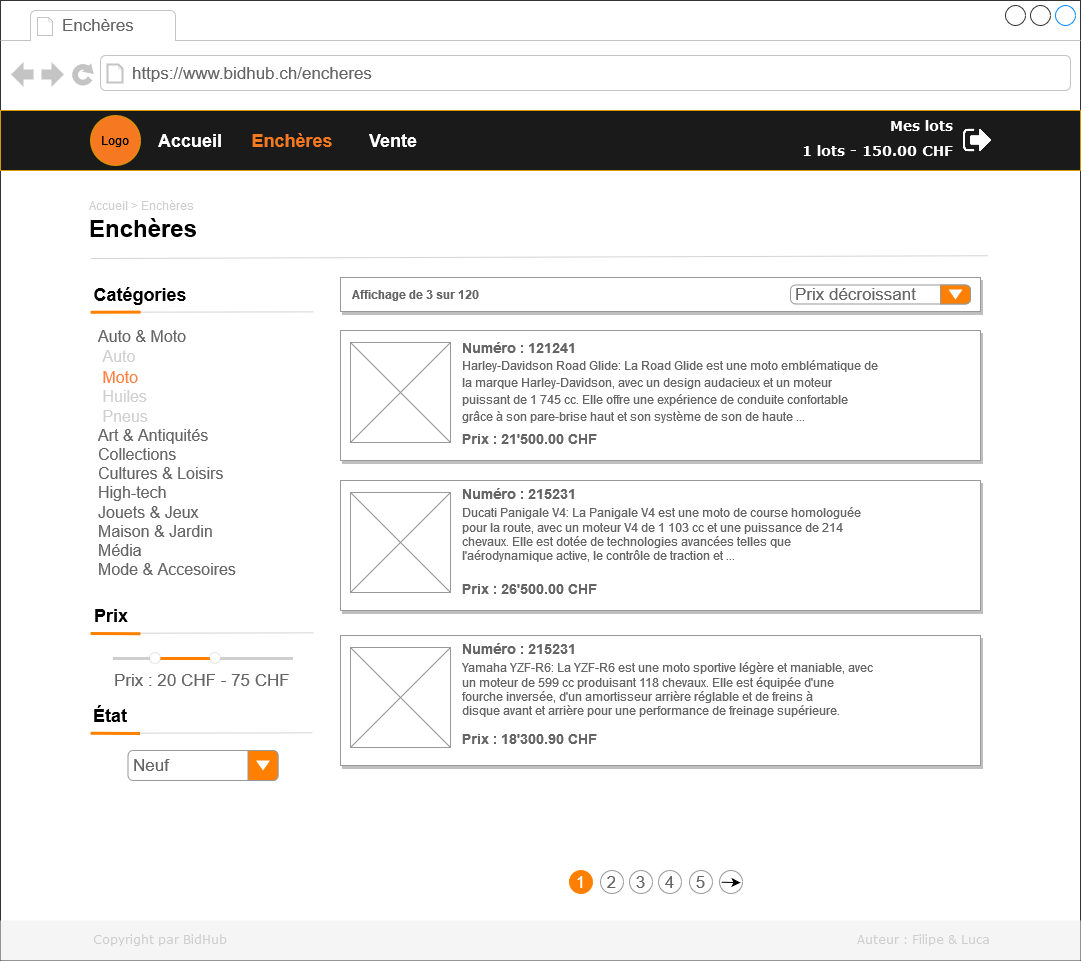 Enchères
https://www.bidhub.ch/encheres
Logo
Accueil
Enchères
Vente
Mes lots
1 lots - 150.00 CHF
Accueil > Enchères
Enchères
Catégories
Auto & Moto
Auto
Moto
Huiles
Pneus
Art & Antiquités
Collections
Cultures & Loisirs
High-tech
Jouets & Jeux
Maison & Jardin
Média
Mode & Accesoires
Prix
Prix : 20 CHF - 75 CHF
État
Neuf
Affichage de 3 sur 120
Prix décroissant
Numéro : 121241
Harley-Davidson Road Glide: La Road Glide est une moto emblématique de
la marque Harley-Davidson, avec un design audacieux et un moteur
puissant de 1 745 cc. Elle offre une expérience de conduite confortable
grâce à son pare-brise haut et son système de son de haute ...
Prix : 21'500.00 CHF
Numéro : 215231
Ducati Panigale V4: La Panigale V4 est une moto de course homologuée
pour la route, avec un moteur V4 de 1 103 cc et une puissance de 214
chevaux. Elle est dotée de technologies avancées telles que
l'aérodynamique active, le contrôle de traction et ...
Prix : 26'500.00 CHF
Numéro : 215231
Yamaha YZF-R6: La YZF-R6 est une moto sportive légère et maniable, avec
un moteur de 599 cc produisant 118 chevaux. Elle est équipée d'une
fourche inversée, d'un amortisseur arrière réglable et de freins à
disque avant et arrière pour une performance de freinage supérieure.
Prix : 18'300.90 CHF
1 2 3 4 5
Copyright par BidHub
Auteur : Filipe & Luca